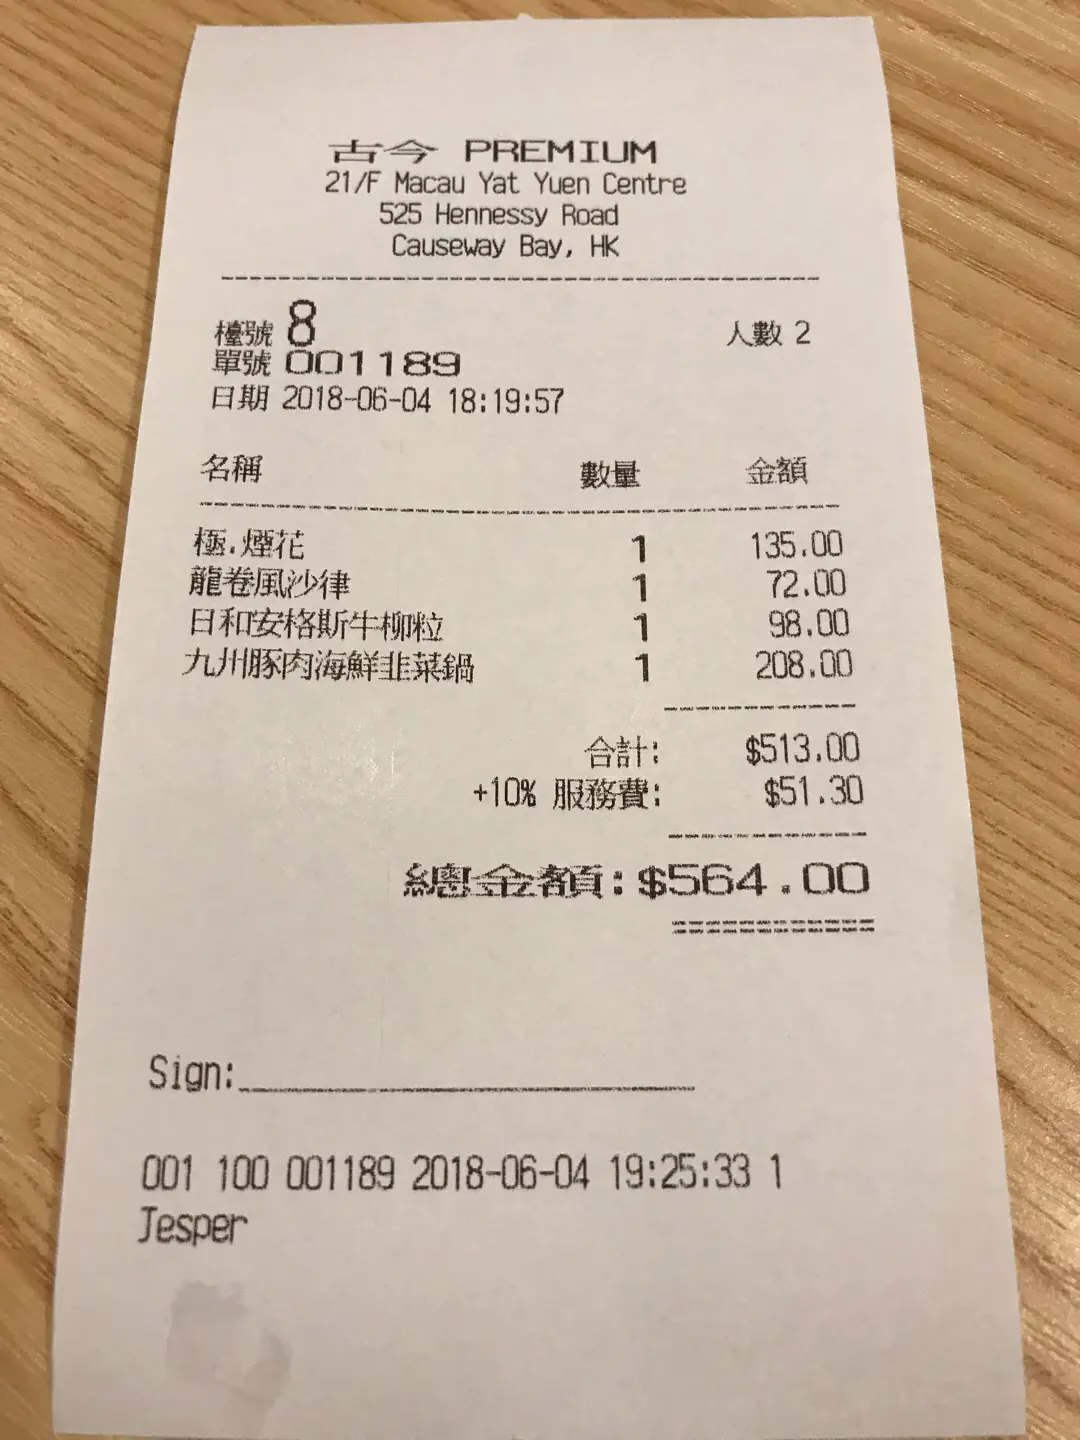 古今 PREMIUM
21/F Macau Yat Yuen Centre
525 Hennessy Road
Causeway Bay, HK
檯號 8 人數 2
單號 001189
日期 2018-06-04 18:19:57
名稱 數量 金額
極.煙花 1 135.00
龍卷風沙律 1 72.00
日和安格斯牛柳粒 1 98.00
九州豚肉海鮮韭菜鍋 1 208.00
合計: $513.00
+10% 服務費: $51.30
總金額:$564.00
Sign:
001 100 001189 2018-06-04 19:25:33 1
Jesper